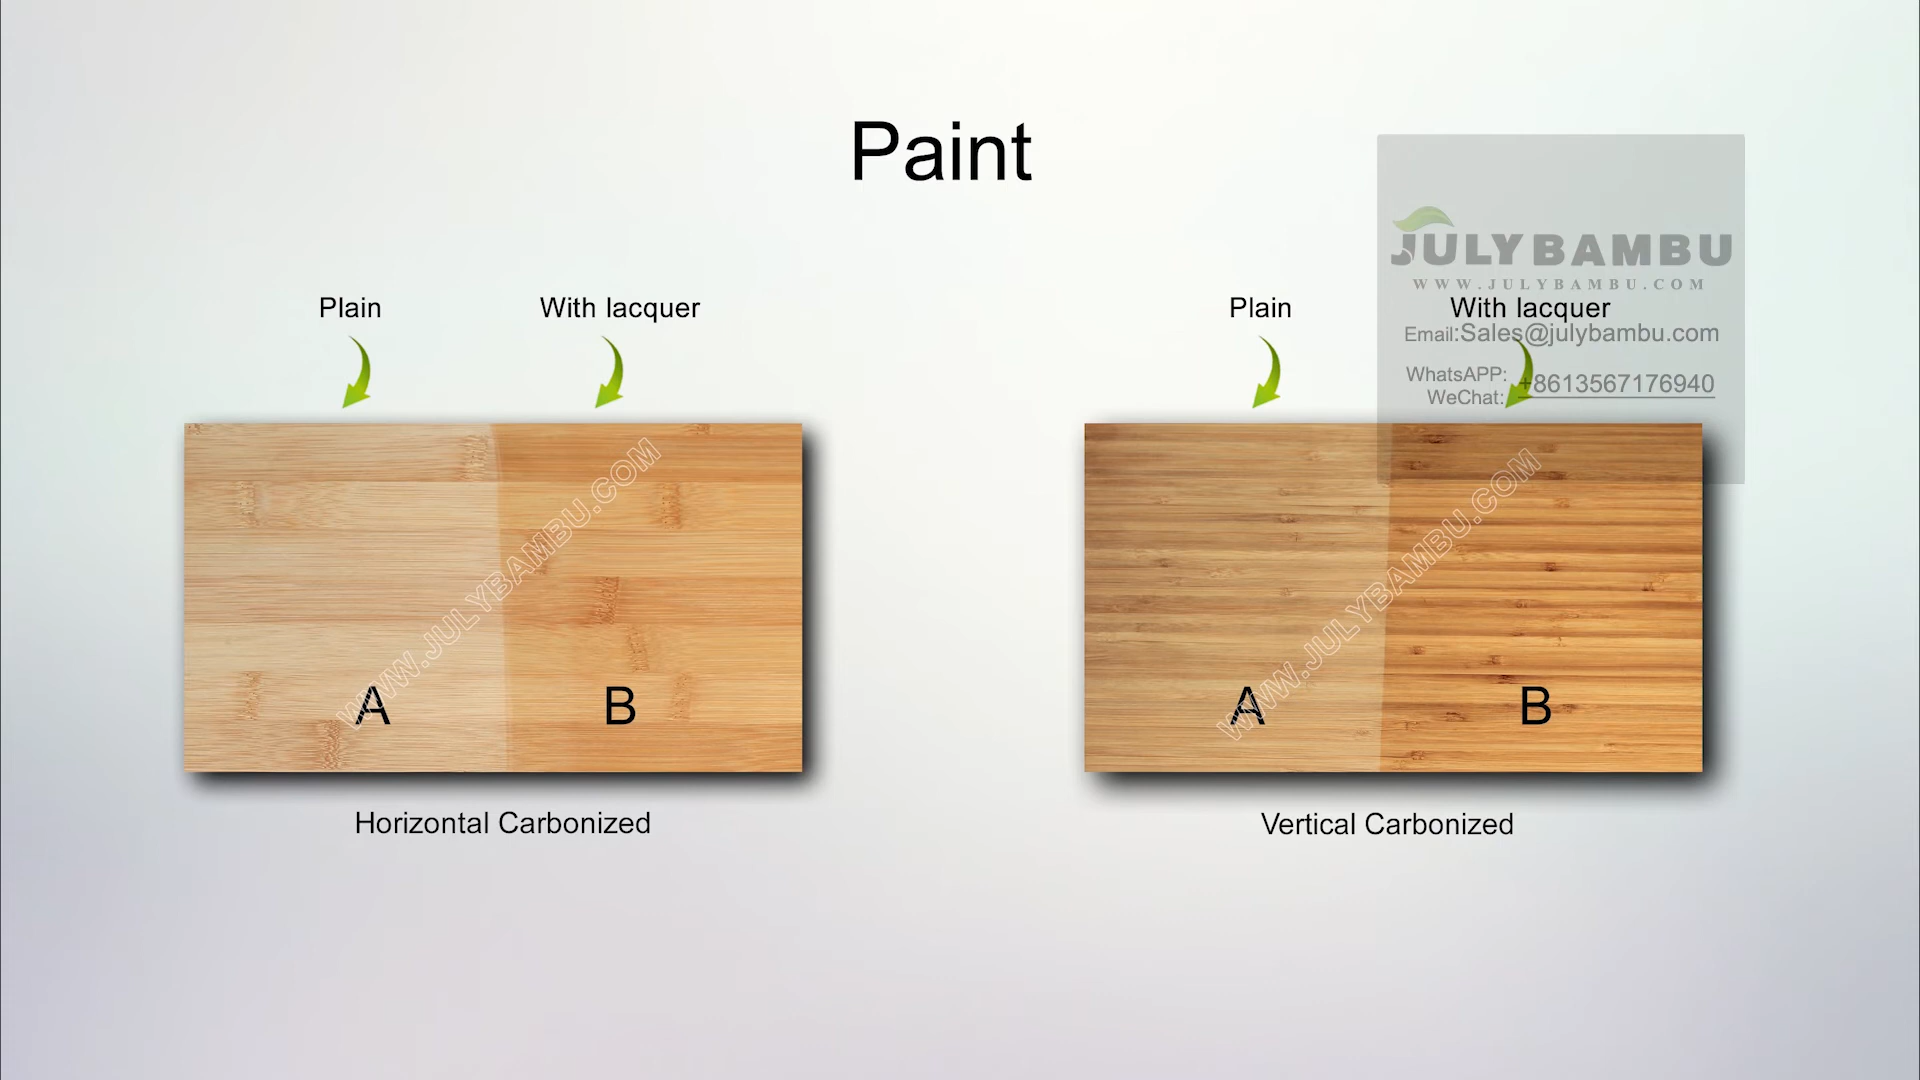 Paint
JULYBAMBU
WWW.JULYBAMBU.COM
Plain
With lacquer
Plain
With lacquer
Email:Sales@julybambu.com
WhatsAPP:
WeChat:
+8613567176940
WWW.JULYBAMBU.COM
WWW.JULYBAMBU.COM
A
B
A
B
Horizontal Carbonized
Vertical Carbonized